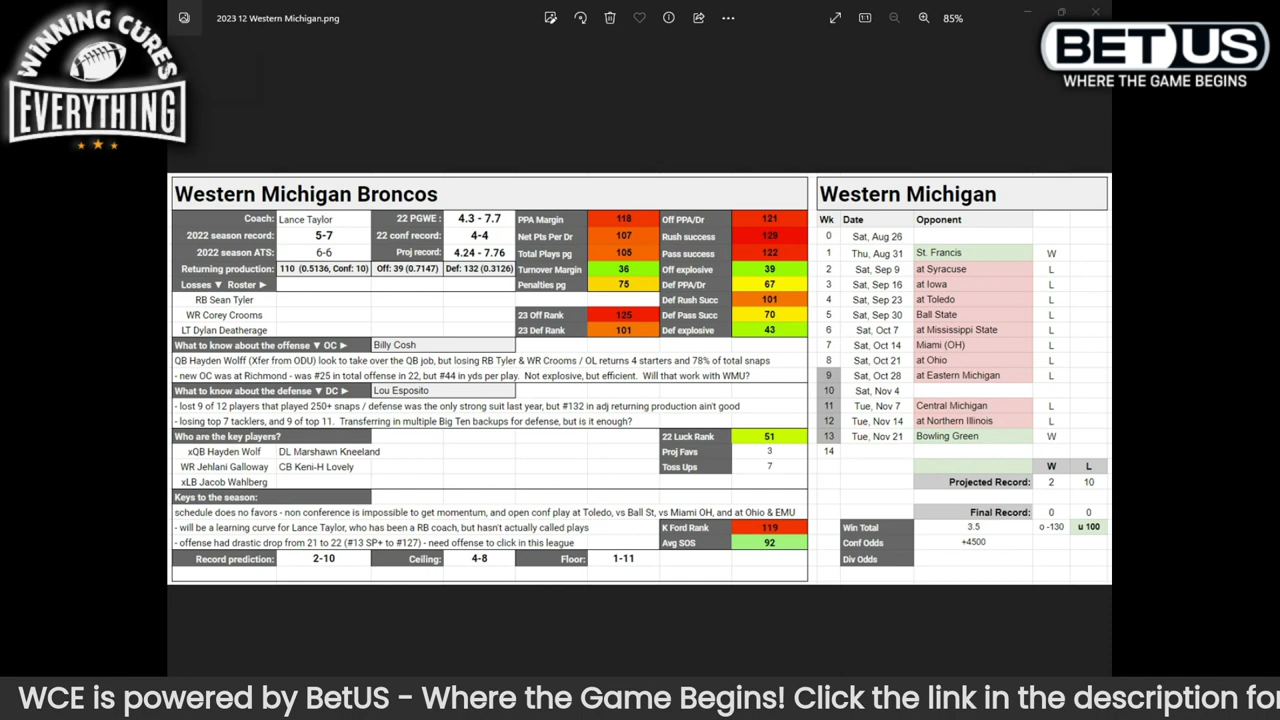 2023 12 Western Michigan.png
85%
WINNING CURES
EVERYTHING
BETUS
WHERE THE GAME BEGINS
Western Michigan Broncos
Coach: Lance Taylor 22 PGWE : 4.3 - 7.7 PPA Margin 118 Off PPA/Dr 121
2022 season record: 5-7 22 conf record: 4-4 Net Pts Per Dr 107 Rush success 129
2022 season ATS: 6-6 Proj record: 4.24 - 7.76 Total Plays pg 105 Pass success 122
Returning production: 110 (0.5136, Conf: 10) Off: 39 (0.7147) Def: 132 (0.3126) Turnover Margin 36 Off explosive 39
Losses ▼ Roster ► Penalties pg 75 Def PPA/Dr 67
RB Sean Tyler Def Rush Succ 101
WR Corey Crooms 23 Off Rank 125 Def Pass Succ 70
LT Dylan Deatherage 23 Def Rank 101 Def explosive 43
What to know about the offense ▼ OC ► Billy Cosh
QB Hayden Wolff (Xfer from ODU) look to take over the QB job, but losing RB Tyler & WR Crooms / OL returns 4 starters and 78% of total snaps
- new OC was at Richmond - was #25 in total offense in 22, but #44 in yds per play. Not explosive, but efficient. Will that work with WMU?
What to know about the defense ▼ DC ► Lou Esposito
- lost 9 of 12 players that played 250+ snaps / defense was the only strong suit last year, but #132 in adj returning production ain't good
- losing top 7 tacklers, and 9 of top 11. Transferring in multiple Big Ten backups for defense, but is it enough?
Who are the key players? 22 Luck Rank 51
xQB Hayden Wolf DL Marshawn Kneeland Proj Favs 3
WR Jehlani Galloway CB Keni-H Lovely Toss Ups 7
xLB Jacob Wahlberg
Keys to the season:
schedule does no favors - non conference is impossible to get momentum, and open conf play at Toledo, vs Ball St, vs Miami OH, and at Ohio & EMU
- will be a learning curve for Lance Taylor, who has been a RB coach, but hasn't actually called plays K Ford Rank 119
- offense had drastic drop from 21 to 22 (#13 SP+ to #127) - need offense to click in this league Avg SOS 92
Record prediction: 2-10 Ceiling: 4-8 Floor: 1-11
Western Michigan
Wk Date Opponent
0 Sat, Aug 26
1 Thu, Aug 31 St. Francis W
2 Sat, Sep 9 at Syracuse L
3 Sat, Sep 16 at Iowa L
4 Sat, Sep 23 at Toledo L
5 Sat, Sep 30 Ball State L
6 Sat, Oct 7 at Mississippi State L
7 Sat, Oct 14 Miami (OH) L
8 Sat, Oct 21 at Ohio L
9 Sat, Oct 28 at Eastern Michigan L
10 Sat, Nov 4
11 Tue, Nov 7 Central Michigan L
12 Tue, Nov 14 at Northern Illinois L
13 Tue, Nov 21 Bowling Green W
14
W L
Projected Record: 2 10
Final Record: 0 0
Win Total 3.5 o -130 u 100
Conf Odds +4500
Div Odds
WCE is powered by BetUS - Where the Game Begins! Click the link in the description fo